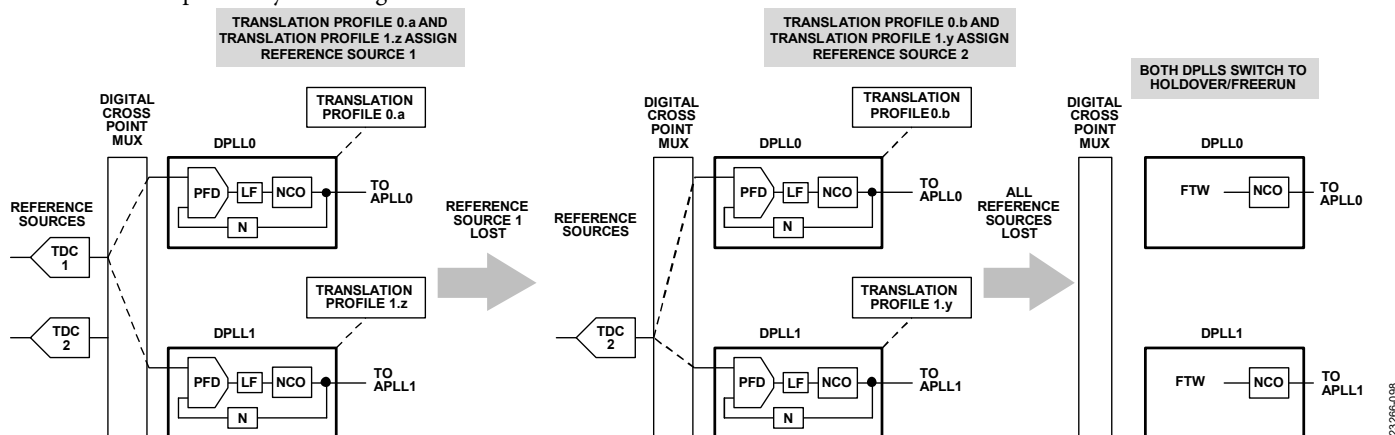 TRANSLATION PROFILE 0.a AND
TRANSLATION PROFILE 1.z ASSIGN
REFERENCE SOURCE 1
DIGITAL
CROSS
POINT
MUX
TRANSLATION
PROFILE 0.a
DPLL0
PFD
LF
NCO
N
TO
APLL0
REFERENCE
SOURCES
TDC
1
TDC
2
TRANSLATION
PROFILE 1.z
DPLL1
PFD
LF
NCO
N
TO
APLL1
REFERENCE
SOURCE 1
LOST
TRANSLATION PROFILE 0.b AND
TRANSLATION PROFILE 1.y ASSIGN
REFERENCE SOURCE 2
DIGITAL
CROSS
POINT
MUX
TRANSLATION
PROFILE0.b
DPLL0
PFD
LF
NCO
N
TO
APLL0
REFERENCE
SOURCES
TDC
2
TRANSLATION
PROFILE 1.y
DPLL1
PFD
LF
NCO
N
TO
APLL1
ALL
REFERENCE
SOURCES
LOST
BOTH DPLLS SWITCH TO
HOLDOVER/FREERUN
DIGITAL
CROSS
POINT
MUX
DPLL0
FTW
NCO
TO
APLL0
DPLL1
FTW
NCO
TO
APLL1
23266-098